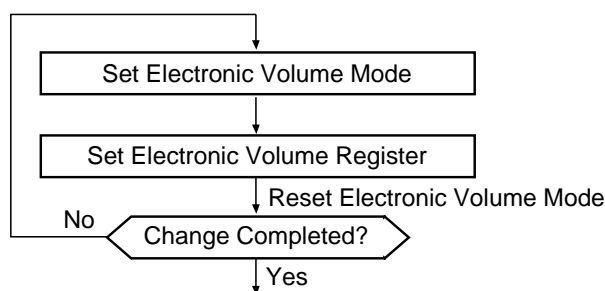 Set Electronic Volume Mode
Set Electronic Volume Register
Reset Electronic Volume Mode
No
Change Completed?
Yes